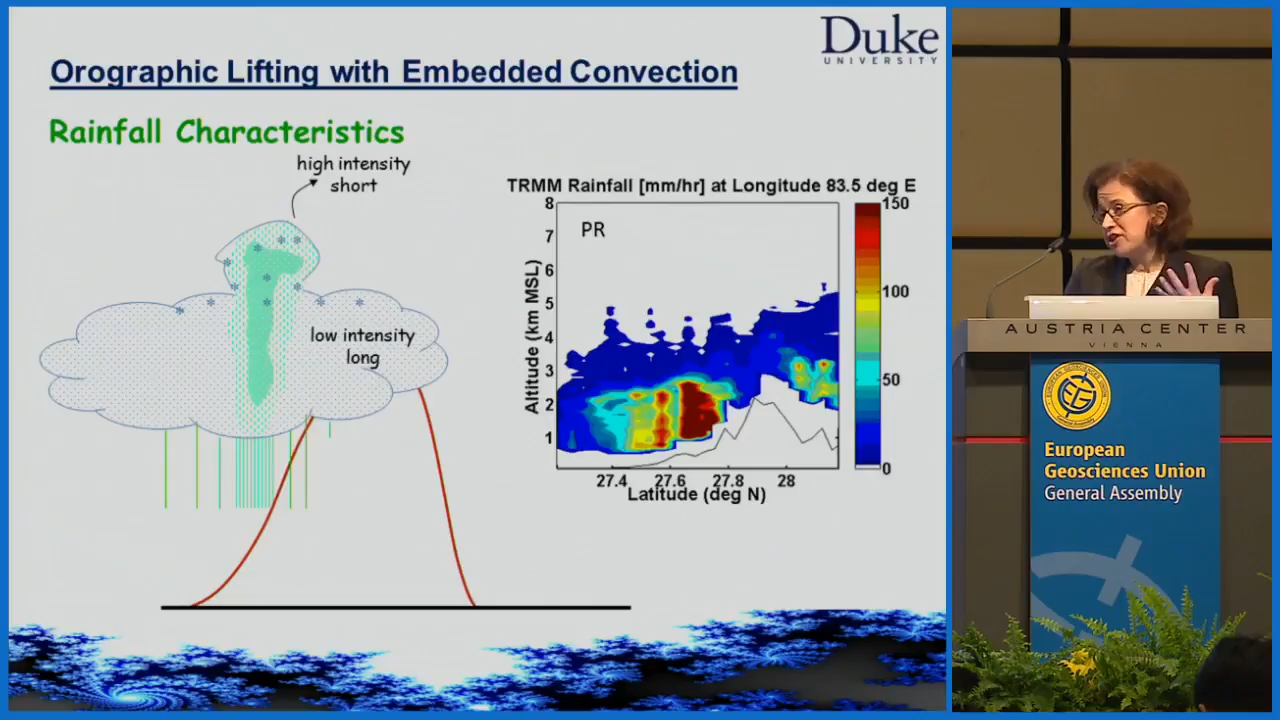 Duke
UNIVERSITY
Orographic Lifting with Embedded Convection
Rainfall Characteristics
high intensity
short
low intensity
long
TRMM Rainfall [mm/hr] at Longitude 83.5 deg E
PR
Altitude (km MSL)
8
7
6
5
4
3
2
1
27.4
27.6
27.8
28
Latitude (deg N)
150
100
50
0
AUSTRIA CENTER
VIENNA
EGU
European
Geosciences Union
General Assembly